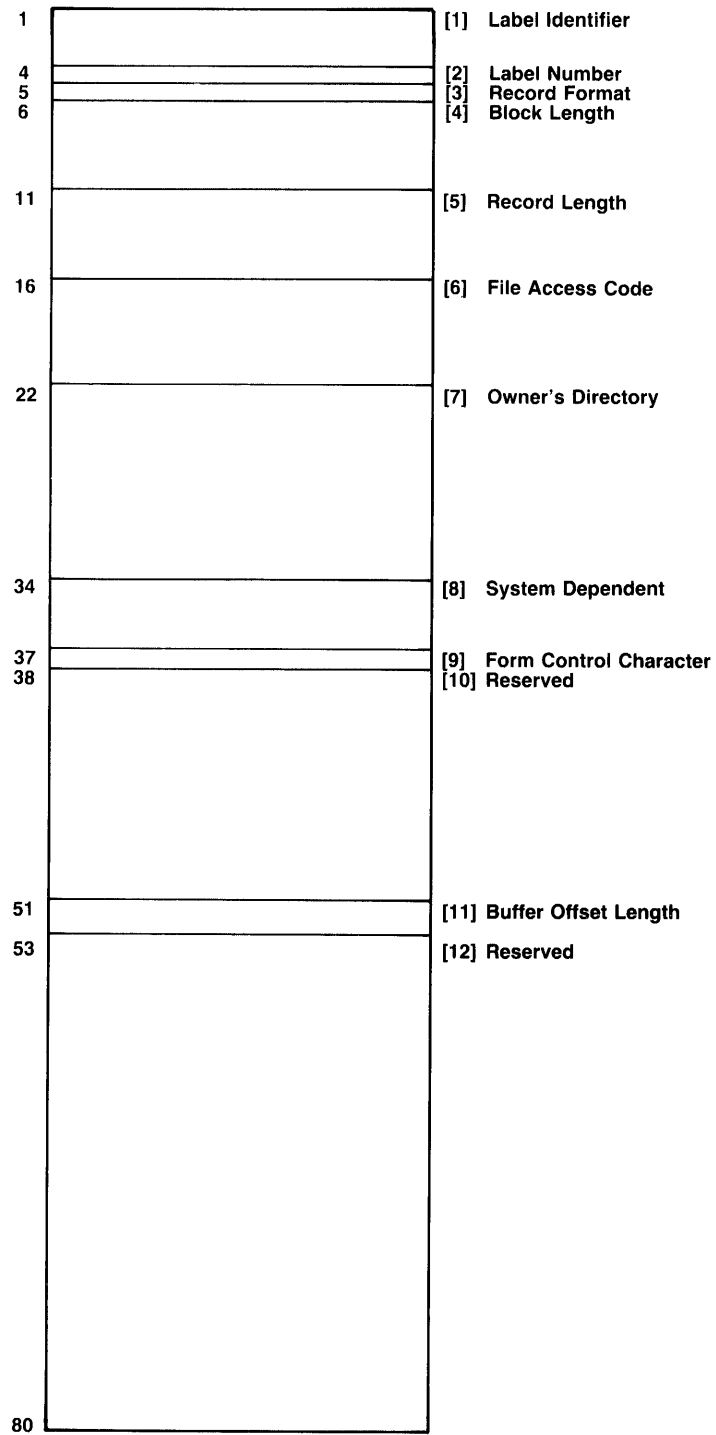 1 [1] Label Identifier
4 [2] Label Number
5 [3] Record Format
6 [4] Block Length
11 [5] Record Length
16 [6] File Access Code
22 [7] Owner's Directory
34 [8] System Dependent
37 [9] Form Control Character
38 [10] Reserved
51 [11] Buffer Offset Length
53 [12] Reserved
80